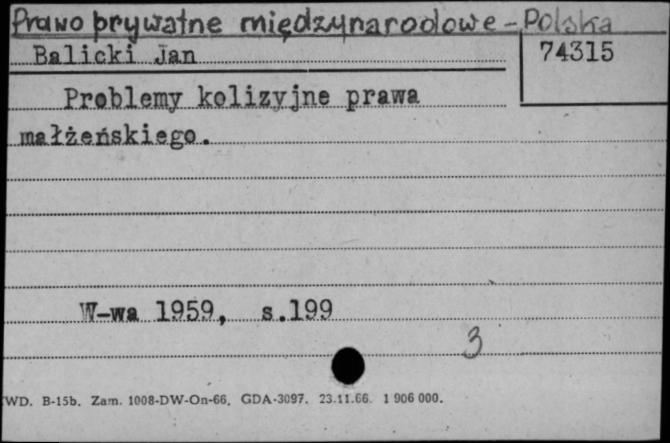 Prawo prywatne międzynarodowe - Polska
Balicki Jan
74315
Problemy kolizyjne prawa
małżeńskiego.
W-wa 1959, s.199
3
WD. B-15b. Zam. 1008-DW-On-66. GDA-3097. 23.11.66. 1 906 000.